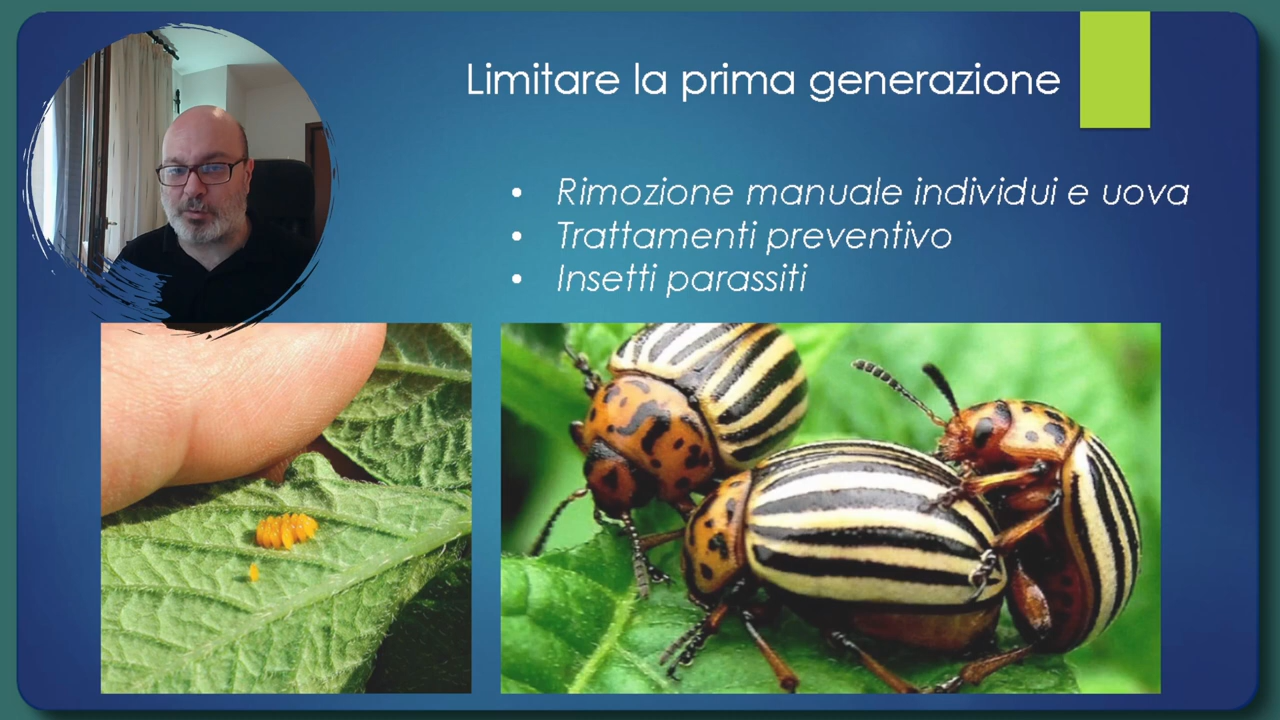 Limitare la prima generazione
• Rimozione manuale individui e uova
• Trattamenti preventivo
• Insetti parassiti